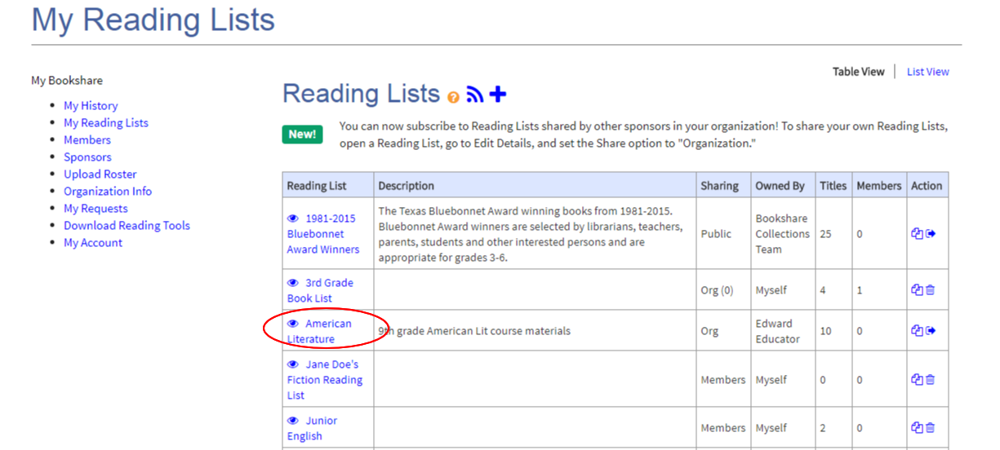 My Reading Lists
Table View | List View
My Bookshare
My History
My Reading Lists
Members
Sponsors
Upload Roster
Organization Info
My Requests
Download Reading Tools
My Account
Reading Lists ?
New!
You can now subscribe to Reading Lists shared by other sponsors in your organization! To share your own Reading Lists,
open a Reading List, go to Edit Details, and set the Share option to "Organization."
Reading List Description Sharing Owned By Titles Members Action
1981-2015
Bluebonnet
Award Winners
The Texas Bluebonnet Award winning books from 1981-2015.
Bluebonnet Award winners are selected by librarians, teachers,
parents, students and other interested persons and are
appropriate for grades 3-6.
Public
Bookshare
Collections
Team
25
0
3rd Grade
Book List
Org (0)
Myself
4
1
American
Literature
9th grade American Lit course materials
Org
Edward
Educator
10
0
Jane Doe's
Fiction Reading
List
Members
Myself
0
0
Junior
English
Members
Myself
2
0